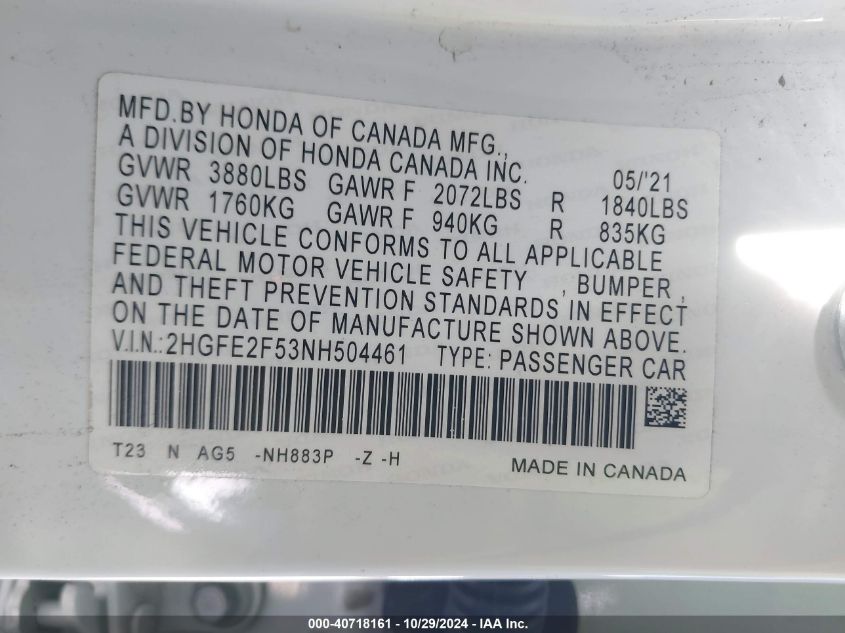 MFD.BY HONDA OF CANADA MFG.,
A DIVISION OF HONDA CANADA INC. 05/'21
GVWR 3880LBS GAWR F 2072LBS R 1840LBS
GVWR 1760KG GAWR F 940KG R 835KG
THIS VEHICLE CONFORMS TO ALL APPLICABLE
FEDERAL MOTOR VEHICLE SAFETY , BUMPER ,
AND THEFT PREVENTION STANDARDS IN EFFECT
ON THE DATE OF MANUFACTURE SHOWN ABOVE.
V.I.N.:2HGFE2F53NH504461 TYPE: PASSENGER CAR
T23 N AG5 -NH883P -Z -H MADE IN CANADA
000-40718161 - 10/29/2024 - IAA Inc.